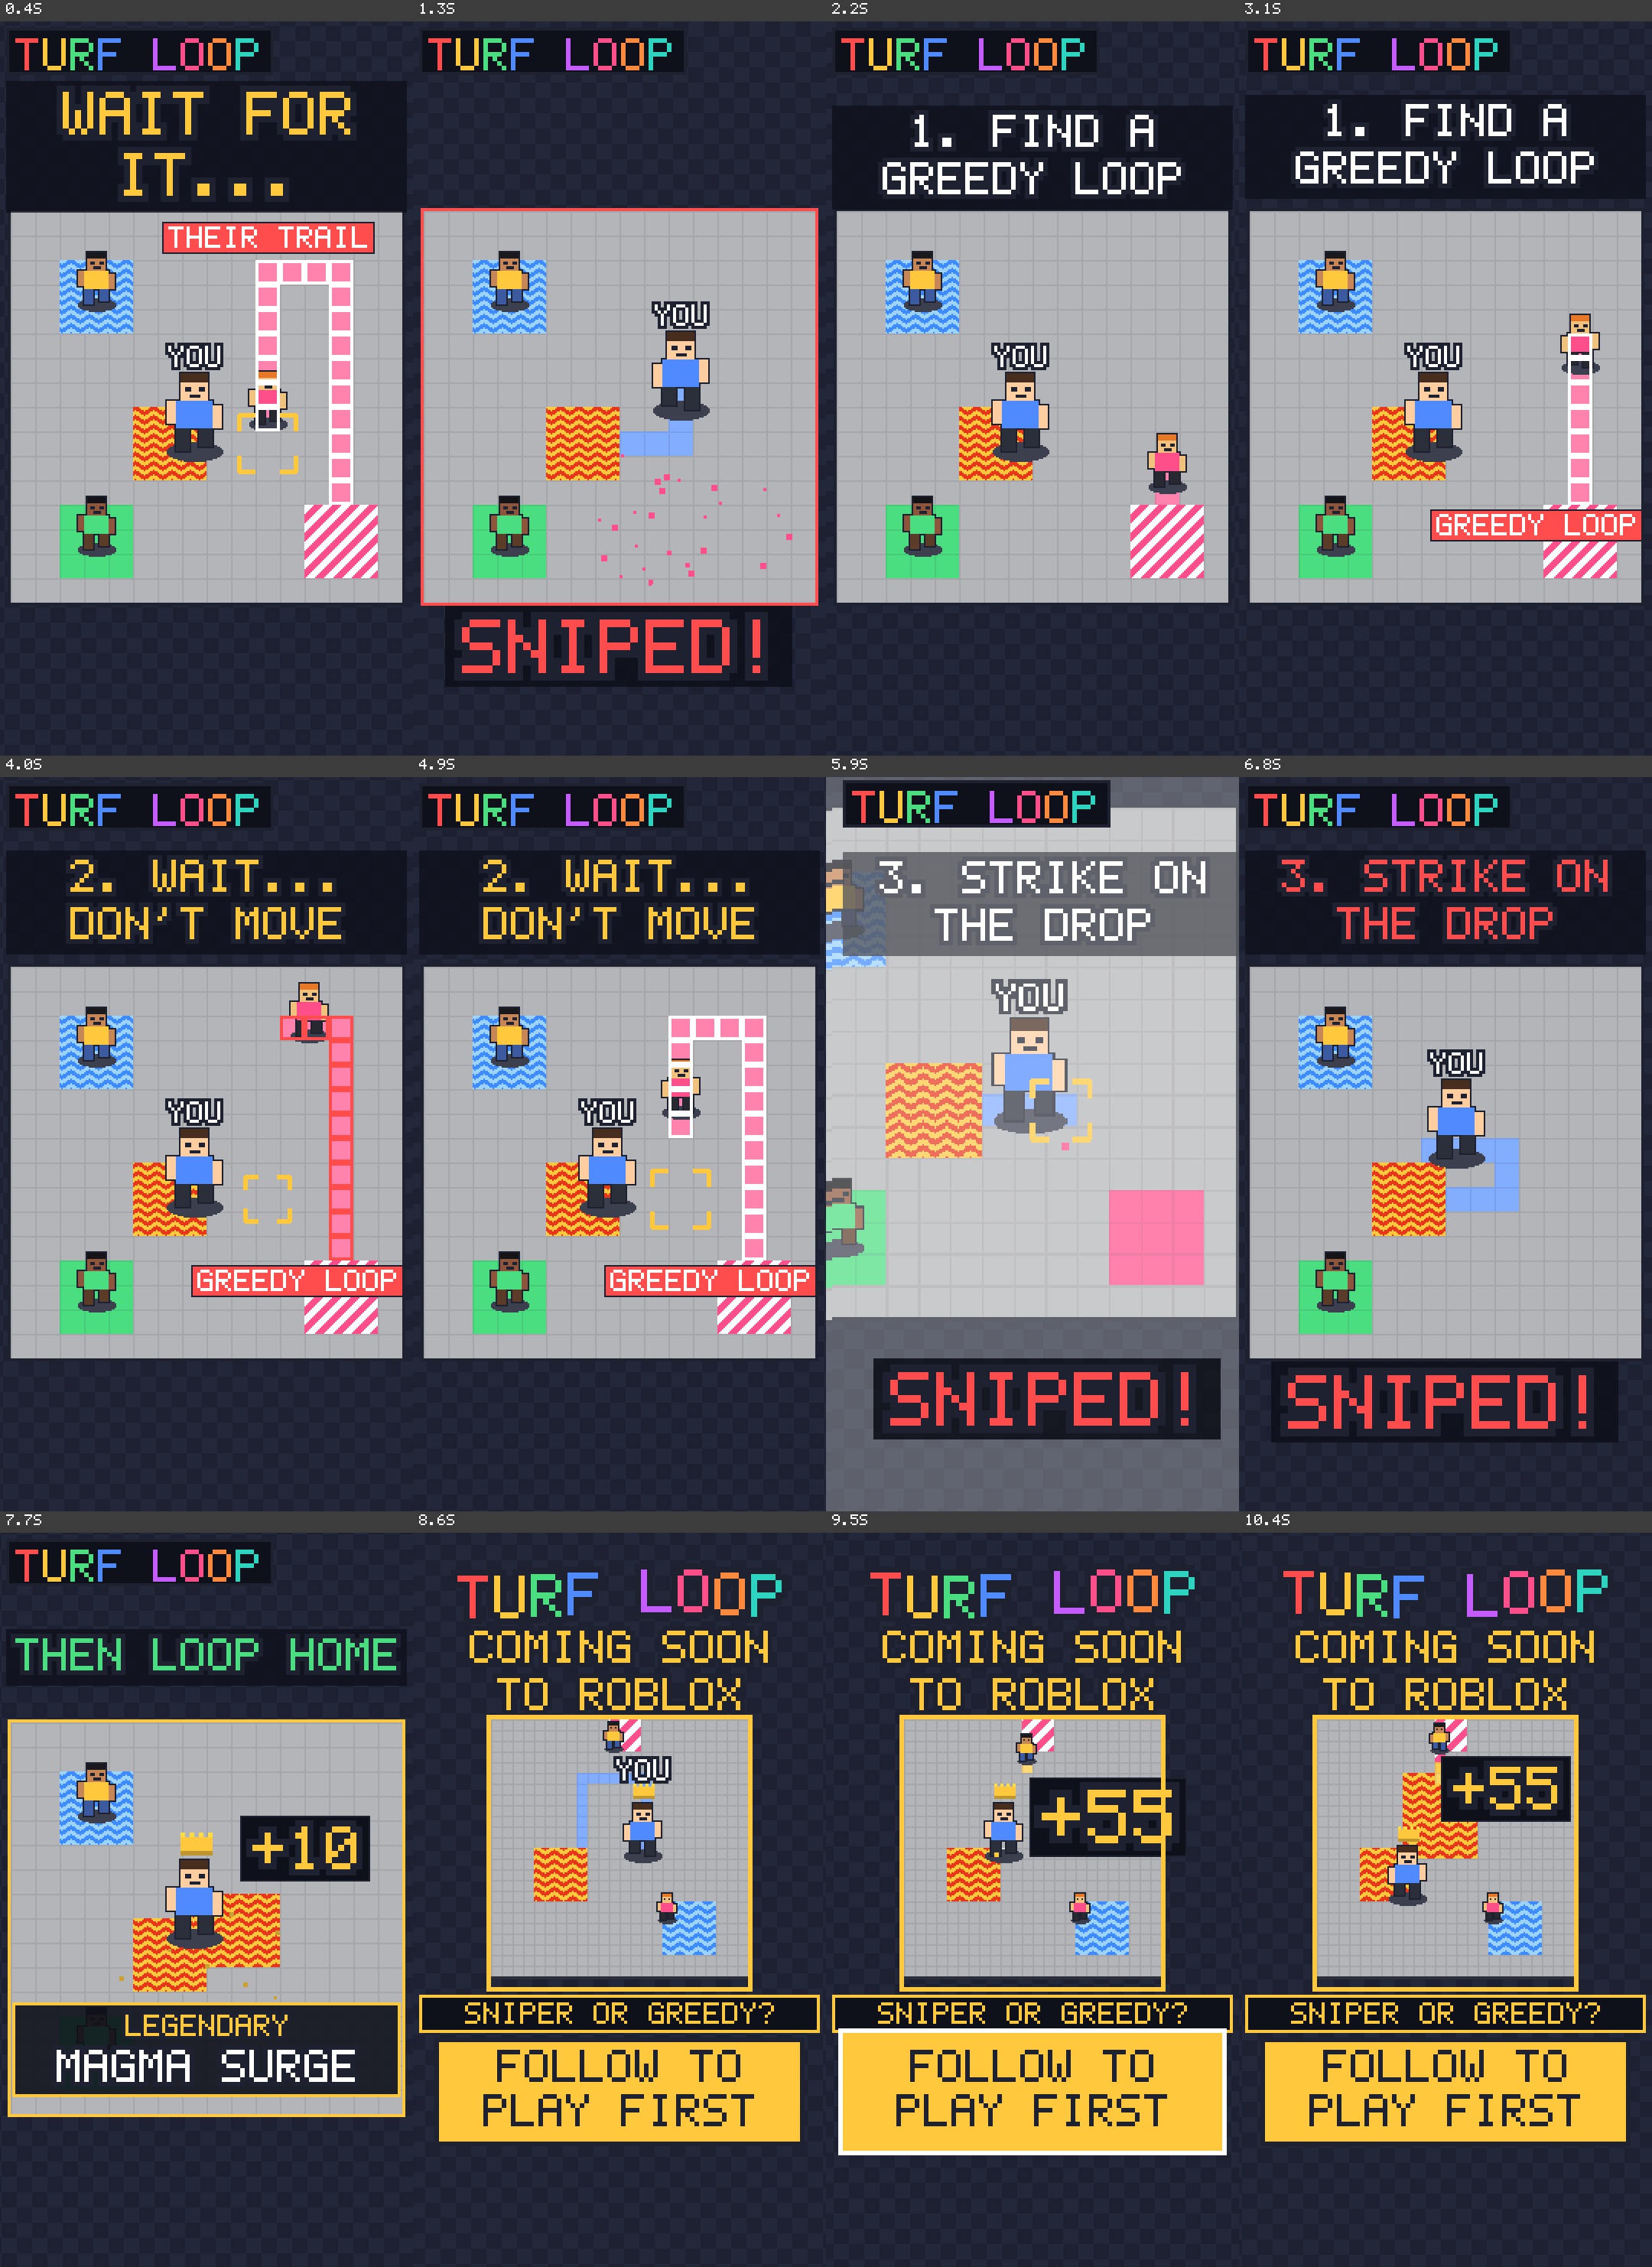 0.4S
TURF LOOP
WAIT FOR
IT...
THEIR TRAIL
YOU
1.3S
TURF LOOP
YOU
SNIPED!
2.2S
TURF LOOP
1. FIND A
GREEDY LOOP
YOU
3.1S
TURF LOOP
1. FIND A
GREEDY LOOP
YOU
GREEDY LOOP
4.0S
TURF LOOP
2. WAIT...
DON'T MOVE
YOU
GREEDY LOOP
4.9S
TURF LOOP
2. WAIT...
DON'T MOVE
YOU
GREEDY LOOP
5.9S
TURF LOOP
3. STRIKE ON
THE DROP
YOU
SNIPED!
6.8S
TURF LOOP
3. STRIKE ON
THE DROP
YOU
SNIPED!
7.7S
TURF LOOP
THEN LOOP HOME
+10
LEGENDARY
MAGMA SURGE
8.6S
TURF LOOP
COMING SOON
TO ROBLOX
YOU
SNIPER OR GREEDY?
FOLLOW TO
PLAY FIRST
9.5S
TURF LOOP
COMING SOON
TO ROBLOX
+55
SNIPER OR GREEDY?
FOLLOW TO
PLAY FIRST
10.4S
TURF LOOP
COMING SOON
TO ROBLOX
+55
SNIPER OR GREEDY?
FOLLOW TO
PLAY FIRST